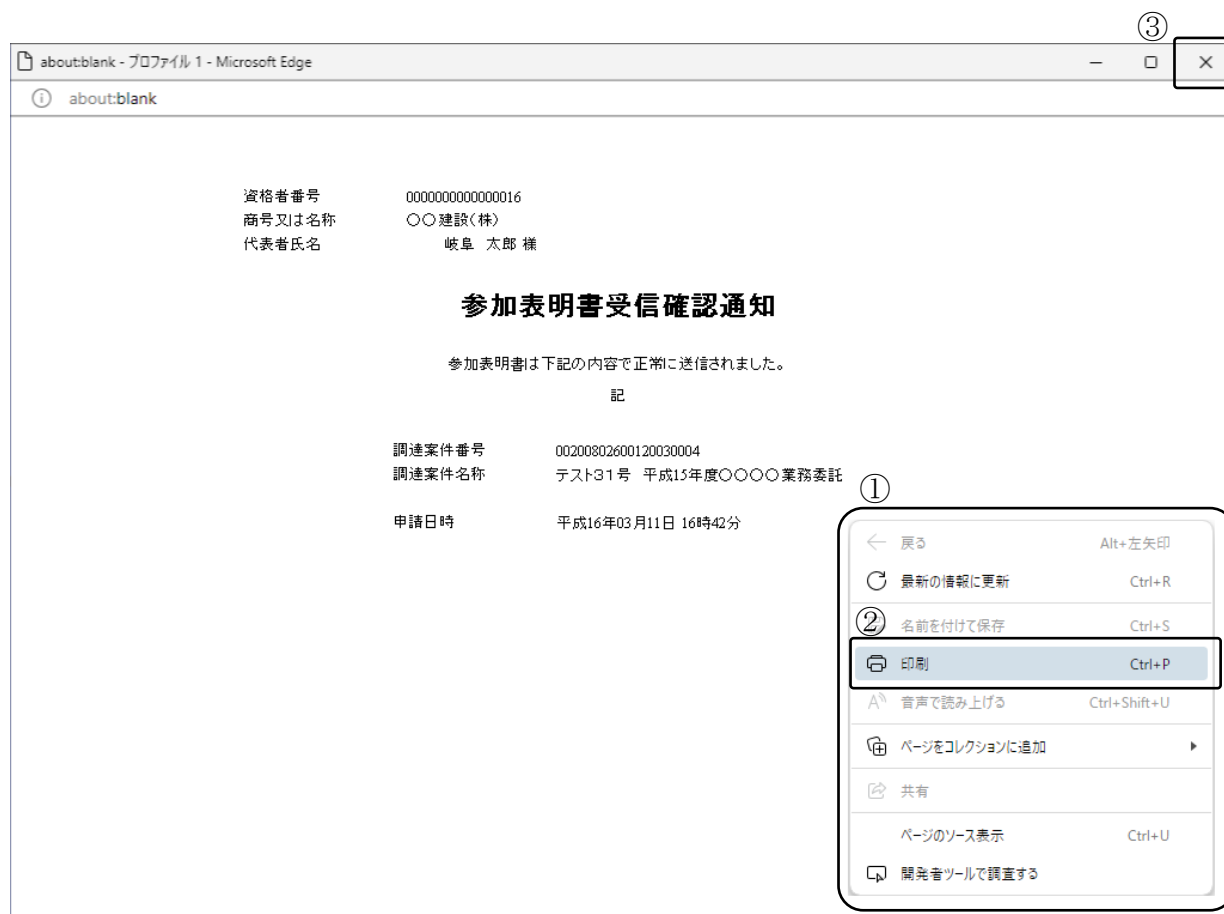 ③
about:blank - プロファイル 1 - Microsoft Edge
about:blank
資格者番号 0000000000000016
商号又は名称 〇〇建設(株)
代表者氏名 岐阜 太郎 様
参加表明書受信確認通知
参加表明書は下記の内容で正常に送信されました。
記
調達案件番号 00200802600120030004
調達案件名称 テスト31号 平成15年度〇〇〇〇業務委託
申請日時 平成16年03月11日 16時42分
①
戻る Alt+左矢印
最新の情報に更新 Ctrl+R
② 名前を付けて保存 Ctrl+S
印刷 Ctrl+P
音声で読み上げる Ctrl+Shift+U
ページをコレクションに追加
共有
ページのソース表示 Ctrl+U
開発者ツールで調査する